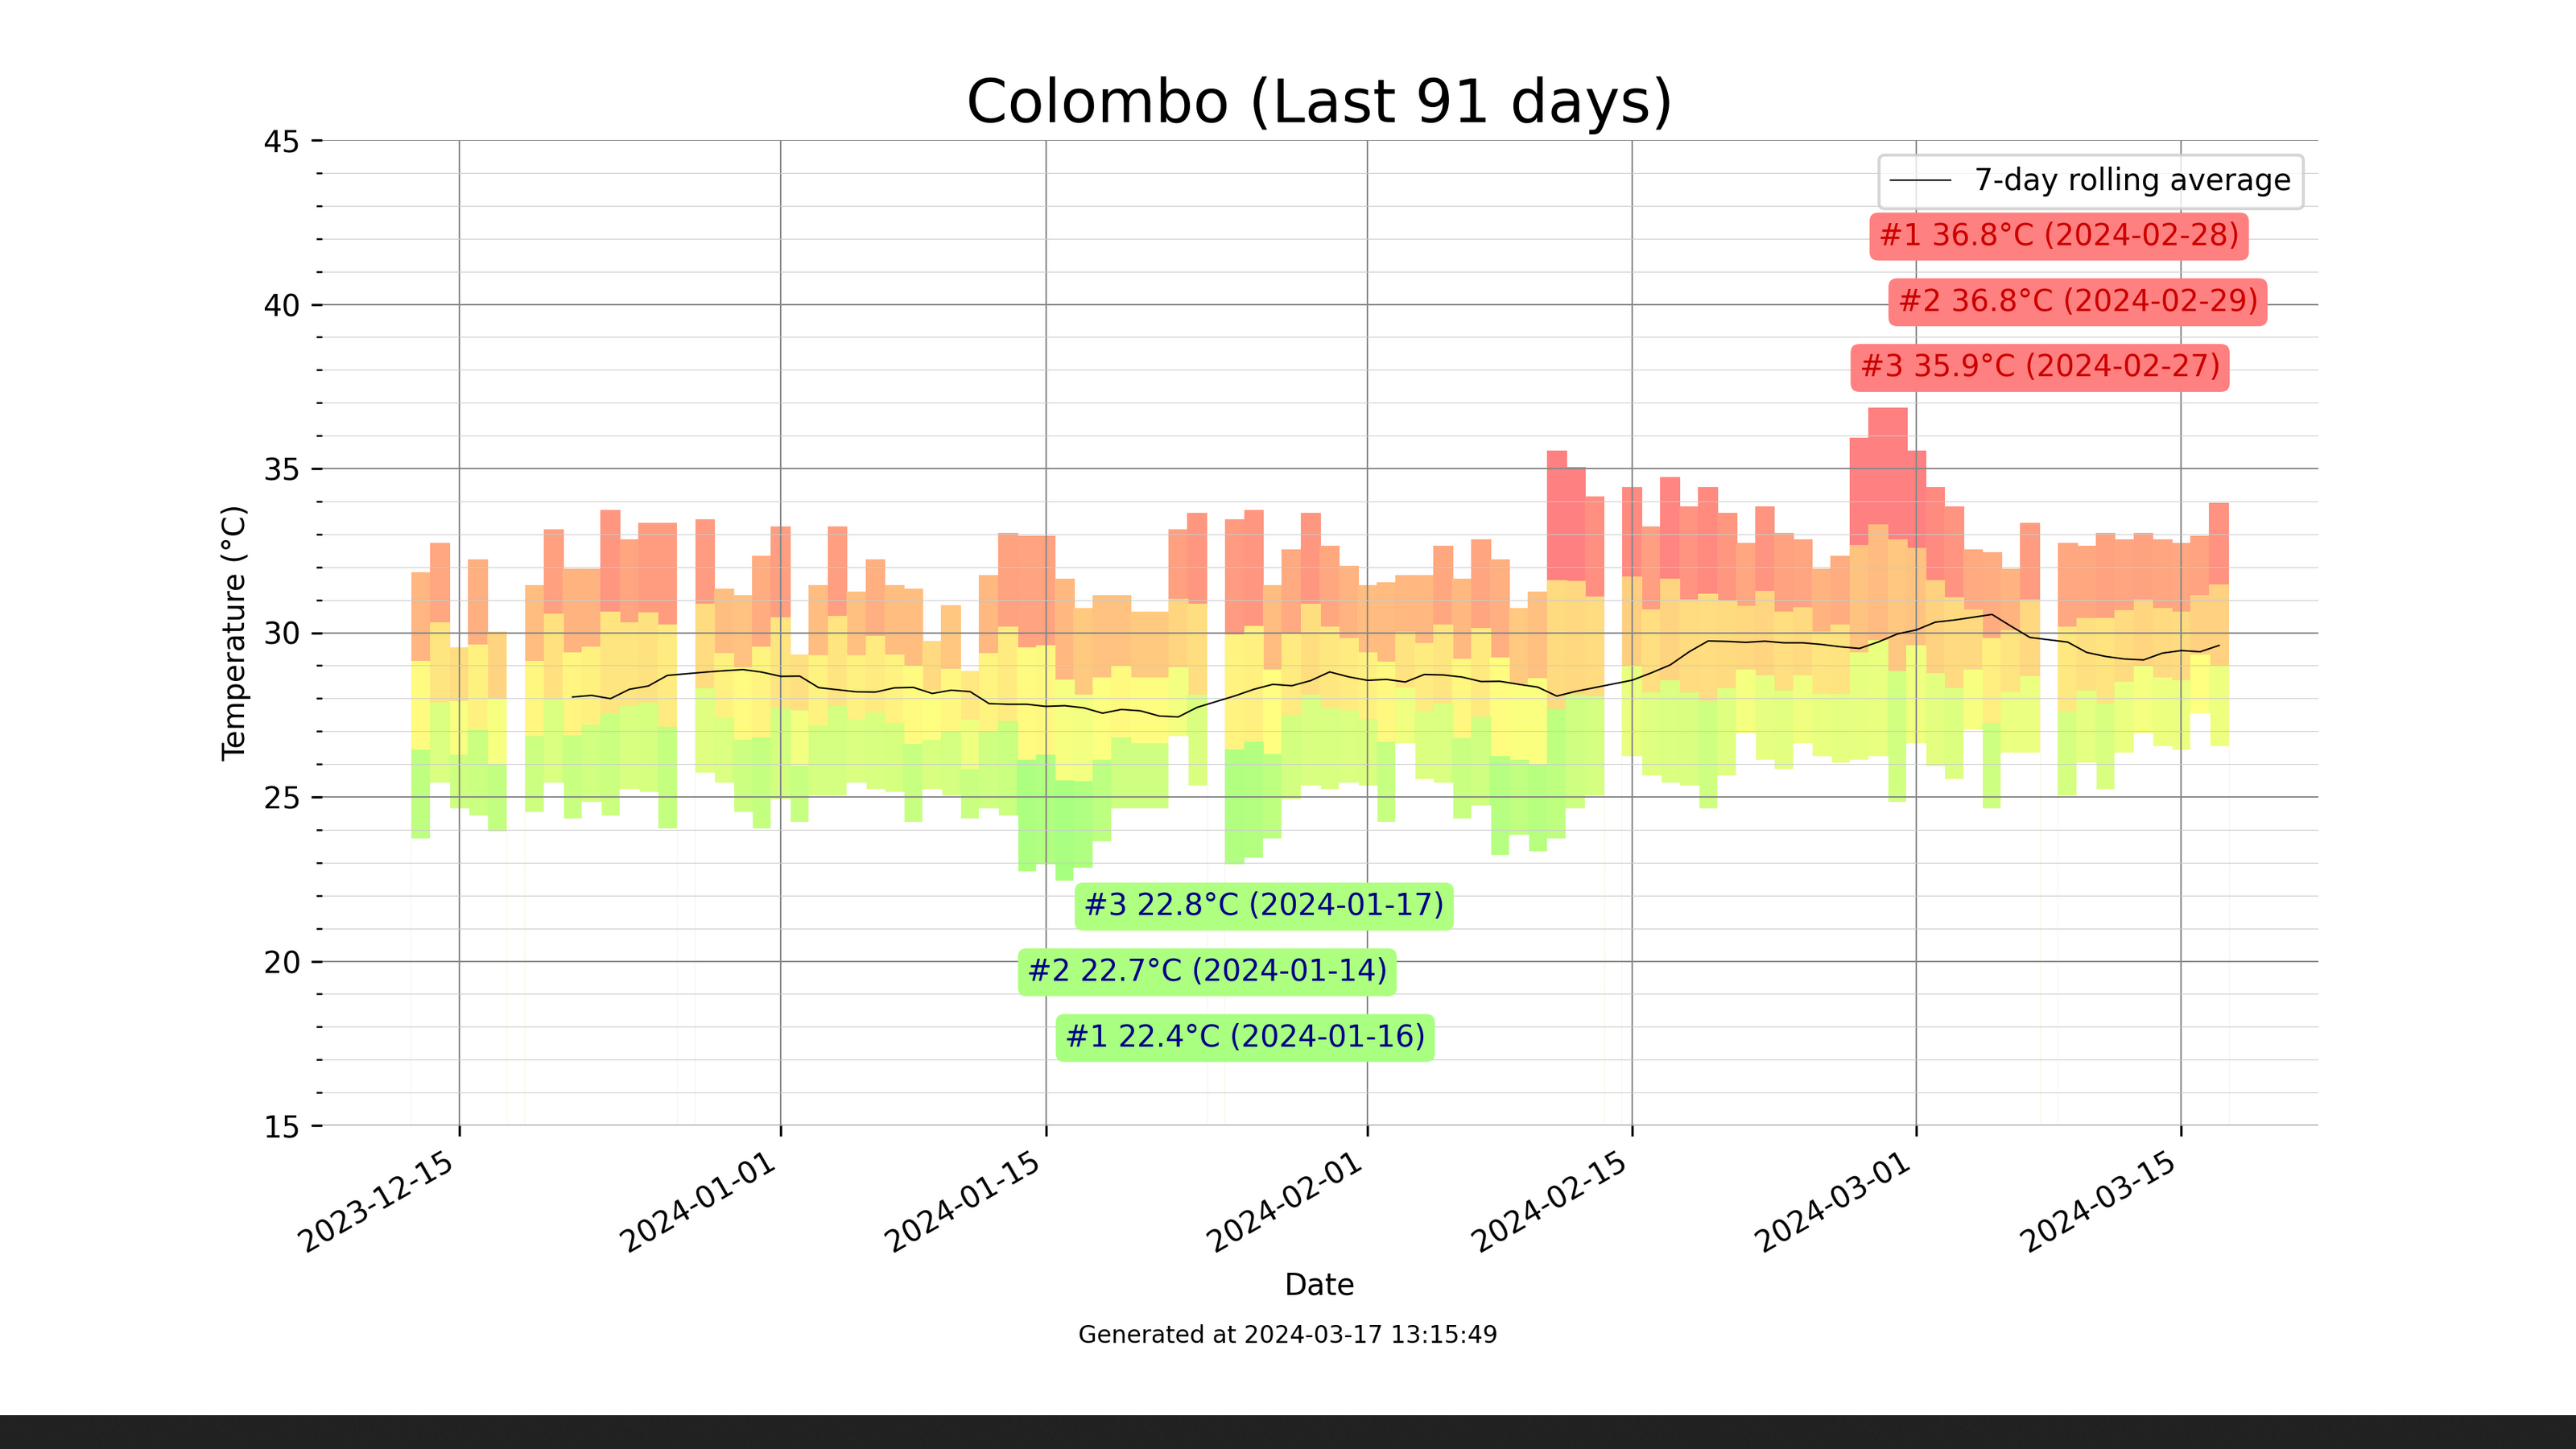 Colombo (Last 91 days)
45
40
35
30
25
20
15
Temperature (°C)
7-day rolling average
#1 36.8°C (2024-02-28)
#2 36.8°C (2024-02-29)
#3 35.9°C (2024-02-27)
#3 22.8°C (2024-01-17)
#2 22.7°C (2024-01-14)
#1 22.4°C (2024-01-16)
2023-12-15
2024-01-01
2024-01-15
2024-02-01
2024-02-15
2024-03-01
2024-03-15
Date
Generated at 2024-03-17 13:15:49